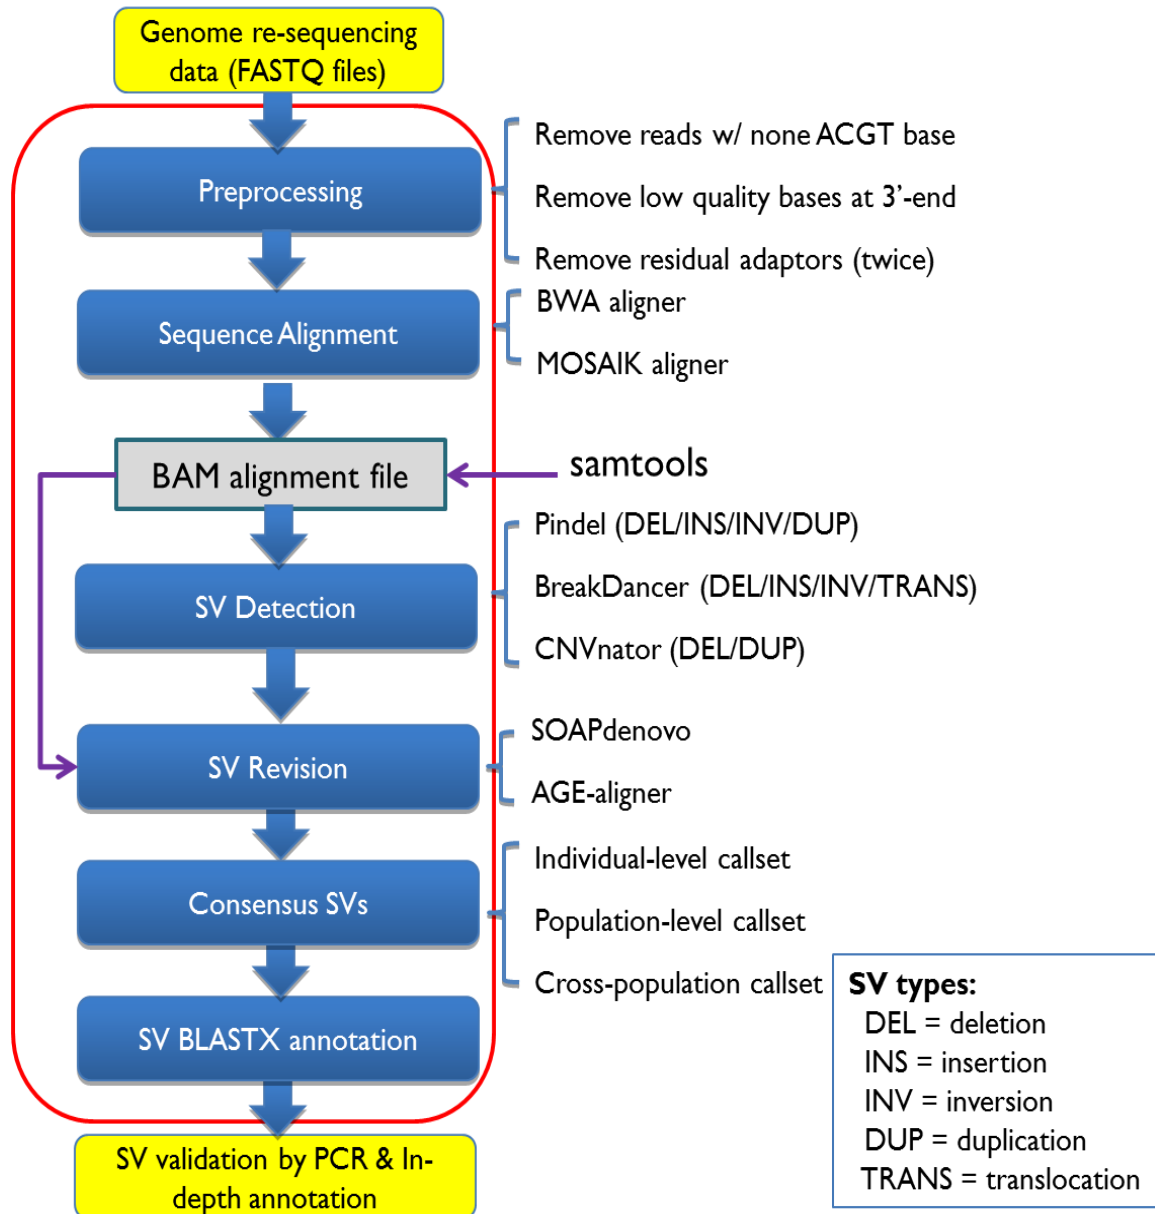 Genome re-sequencing
data (FASTQ files)
Preprocessing
Remove reads w/ none ACGT base
Remove low quality bases at 3'-end
Remove residual adaptors (twice)
Sequence Alignment
BWA aligner
MOSAIK aligner
BAM alignment file
samtools
SV Detection
Pindel (DEL/INS/INV/DUP)
BreakDancer (DEL/INS/INV/TRANS)
CNVnator (DEL/DUP)
SV Revision
SOAPdenovo
AGE-aligner
Consensus SVs
Individual-level callset
Population-level callset
Cross-population callset
SV BLASTX annotation
SV validation by PCR & In-
depth annotation
SV types:
DEL = deletion
INS = insertion
INV = inversion
DUP = duplication
TRANS = translocation